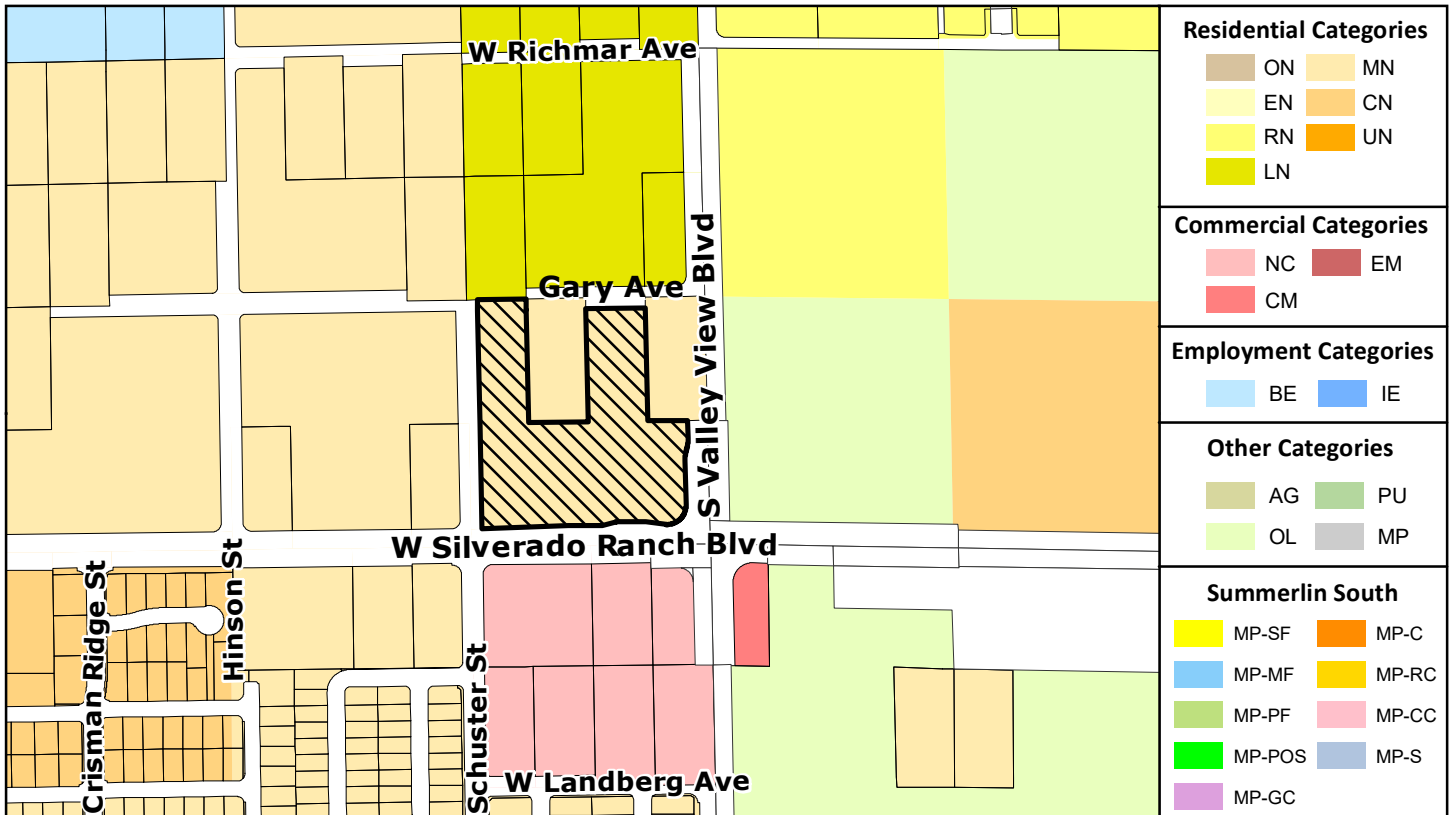 W Richmar Ave
Gary Ave
S Valley View Blvd
W Silverado Ranch Blvd
Crisman Ridge St
Hinson St
Schuster St
W Landberg Ave
Residential Categories
ON MN
EN CN
RN UN
LN
Commercial Categories
NC EM
CM
Employment Categories
BE IE
Other Categories
AG PU
OL MP
Summerlin South
MP-SF MP-C
MP-MF MP-RC
MP-PF MP-CC
MP-POS MP-S
MP-GC